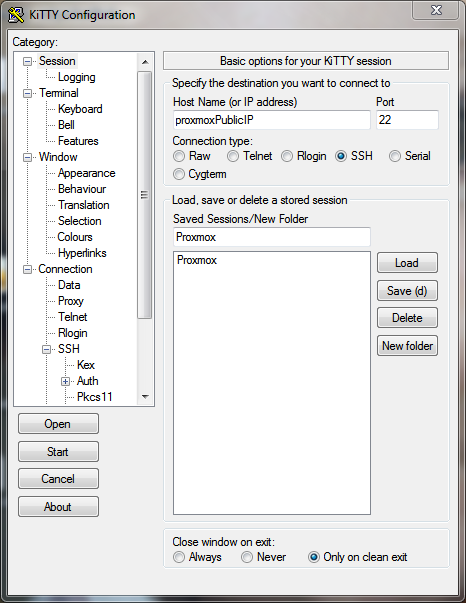 KiTTY Configuration
Category:
Session
Logging
Terminal
Keyboard
Bell
Features
Window
Appearance
Behaviour
Translation
Selection
Colours
Hyperlinks
Connection
Data
Proxy
Telnet
Rlogin
SSH
Kex
Auth
Pkcs11
Open
Start
Cancel
About
Basic options for your KiTTY session
Specify the destination you want to connect to
Host Name (or IP address) Port
proxmoxPublicIP 22
Connection type:
Raw Telnet Rlogin SSH Serial
Cygterm
Load, save or delete a stored session
Saved Sessions/New Folder
Proxmox
Proxmox
Load
Save (d)
Delete
New folder
Close window on exit:
Always Never Only on clean exit